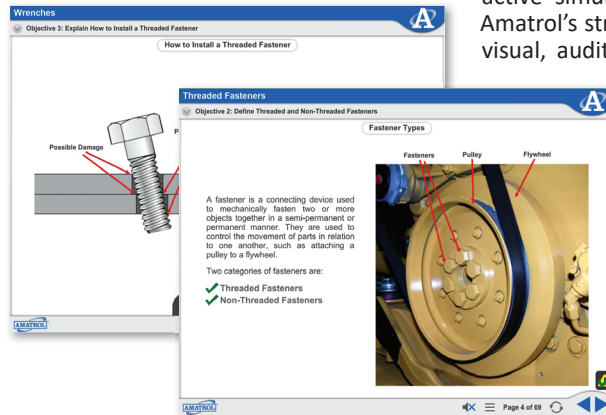 active simu
Amatrol's str
visual, audit
Wrenches
Objective 3: Explain How to Install a Threaded Fastener
How to Install a Threaded Fastener
Possible Damage
P
AMATROL
Threaded Fasteners
Objective 2: Define Threaded and Non-Threaded Fasteners
Fastener Types
Fasteners
Pulley
Flywheel
A fastener is a connecting device used
to mechanically fasten two or more
objects together in a semi-permanent or
permanent manner. They are used to
control the movement of parts in relation
to one another, such as attaching a
pulley to a flywheel.
Two categories of fasteners are:
Threaded Fasteners
Non-Threaded Fasteners
AMATROL
Page 4 of 69